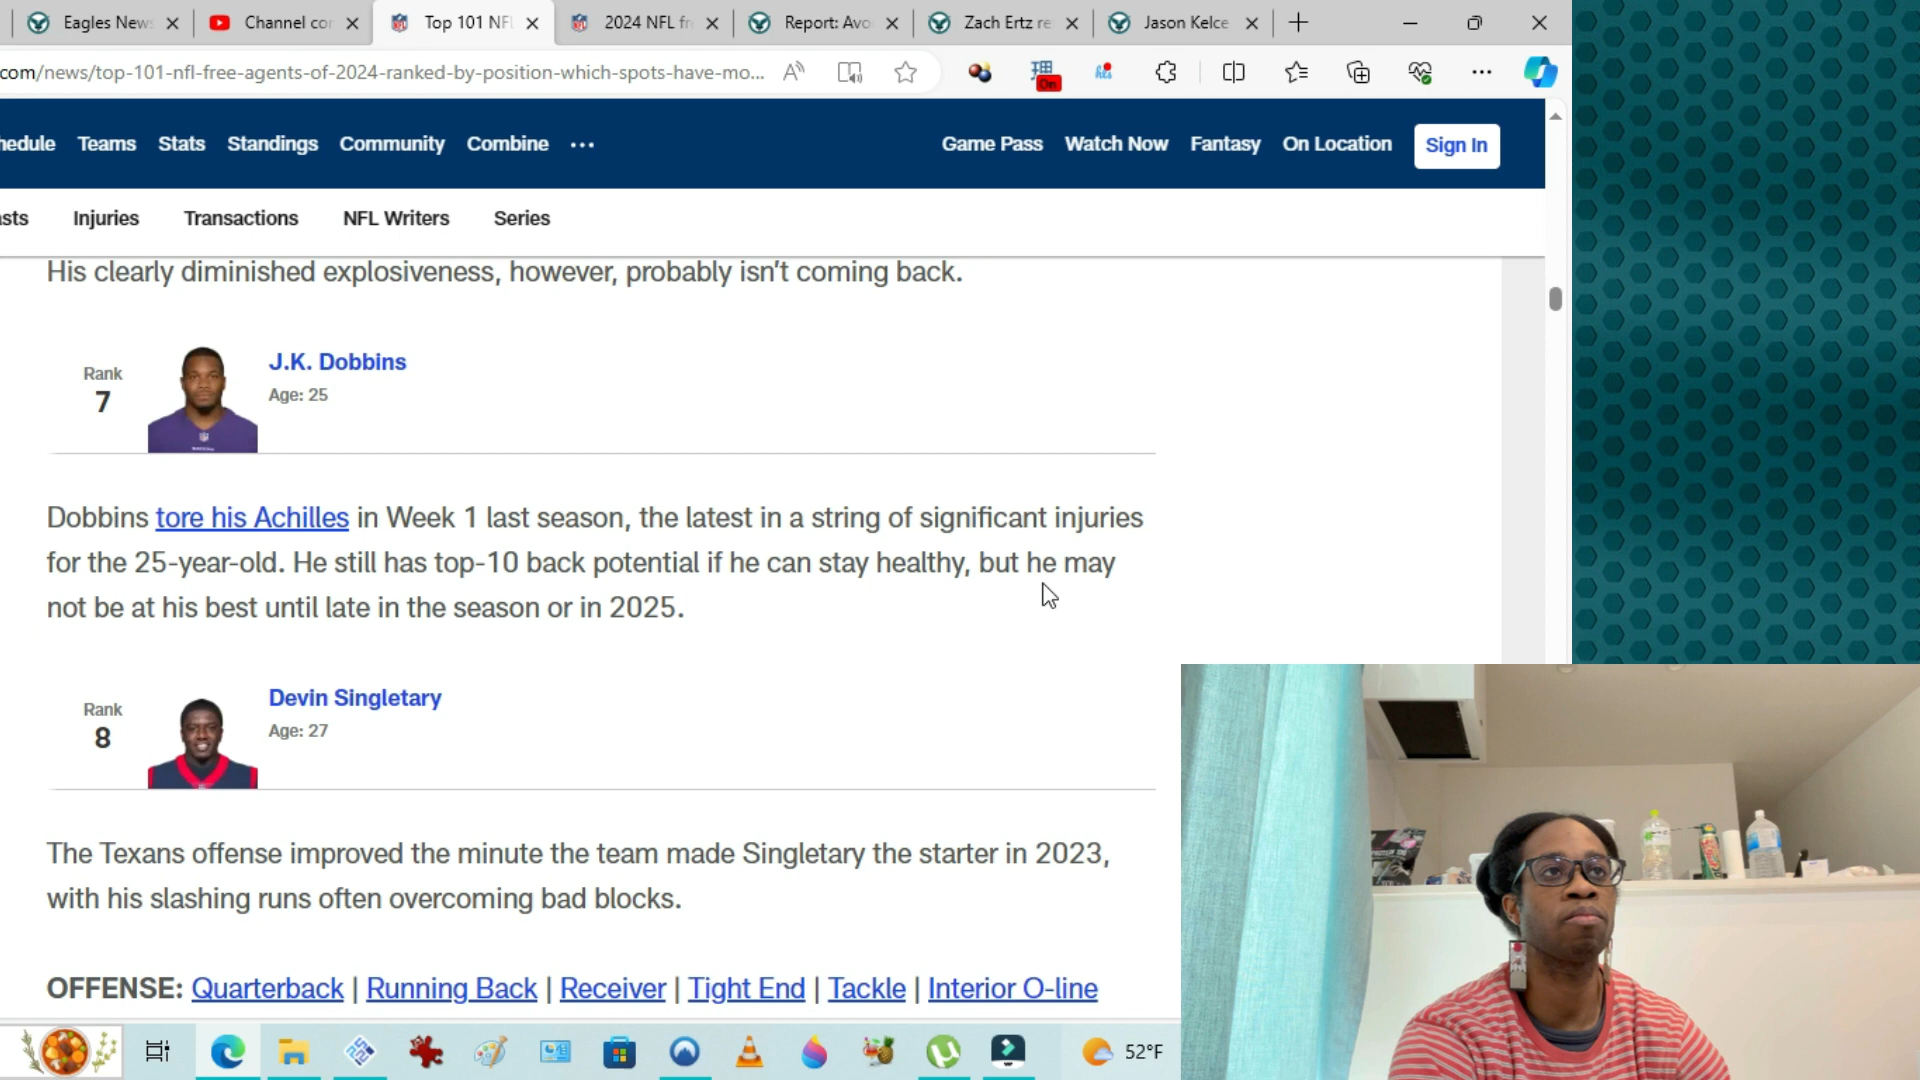 Eagles New
Channel co
Top 101 NF
2024 NFL fr
Report: Avo
Zach Ertz re
Jason Kelce
com/news/top-101-nfl-free-agents-of-2024-ranked-by-position-which-spots-have-mo...
On
hedule Teams Stats Standings Community Combine ...
Game Pass Watch Now Fantasy On Location Sign In
asts Injuries Transactions NFL Writers Series
His clearly diminished explosiveness, however, probably isn't coming back.
Rank
7
J.K. Dobbins
Age: 25
Dobbins tore his Achilles in Week 1 last season, the latest in a string of significant injuries
for the 25-year-old. He still has top-10 back potential if he can stay healthy, but he may
not be at his best until late in the season or in 2025.
Rank
8
Devin Singletary
Age: 27
The Texans offense improved the minute the team made Singletary the starter in 2023,
with his slashing runs often overcoming bad blocks.
OFFENSE: Quarterback | Running Back | Receiver | Tight End | Tackle | Interior O-line
52°F